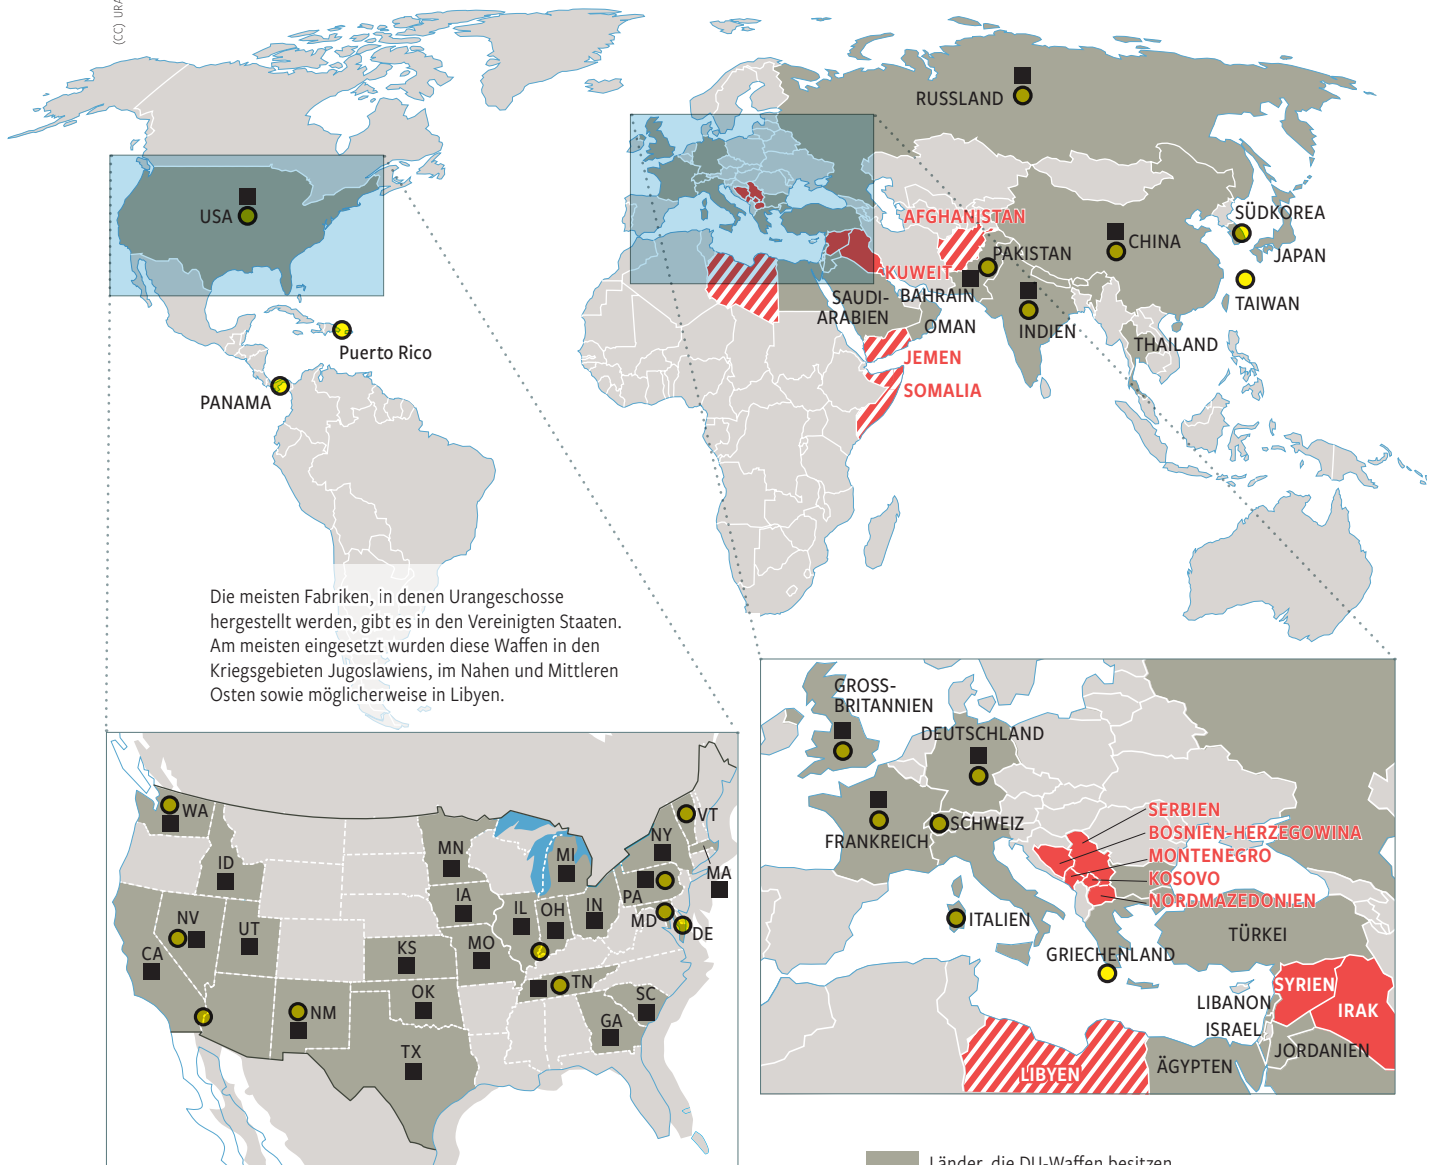 (CC) URA
RUSSLAND
USA
AFGHANISTAN
SÜDKOREA
CHINA
PAKISTAN
JAPAN
KUWEIT
SAUDI-
ARABIEN
BAHRAIN
TAIWAN
OMAN
INDIEN
THAILAND
Puerto Rico
JEMEN
SOMALIA
PANAMA
Die meisten Fabriken, in denen Urangeschosse
hergestellt werden, gibt es in den Vereinigten Staaten.
Am meisten eingesetzt wurden diese Waffen in den
Kriegsgebieten Jugoslawiens, im Nahen und Mittleren
Osten sowie möglicherweise in Libyen.
WA
VT
NY
MN
MI
ID
MA
PA
IA
IL
OH
IN
MD
DE
NV
UT
CA
KS
MO
TN
OK
SC
NM
GA
TX
GROSS-
BRITANNIEN
DEUTSCHLAND
SCHWEIZ
FRANKREICH
SERBIEN
BOSNIEN-HERZEGOWINA
MONTENEGRO
KOSOVO
NORDMAZEDONIEN
ITALIEN
TÜRKEI
GRIECHENLAND
SYRIEN
LIBANON
IRAK
ISRAEL
JORDANIEN
ÄGYPTEN
LIBYEN
Länder, die DU-Waffen besitzen